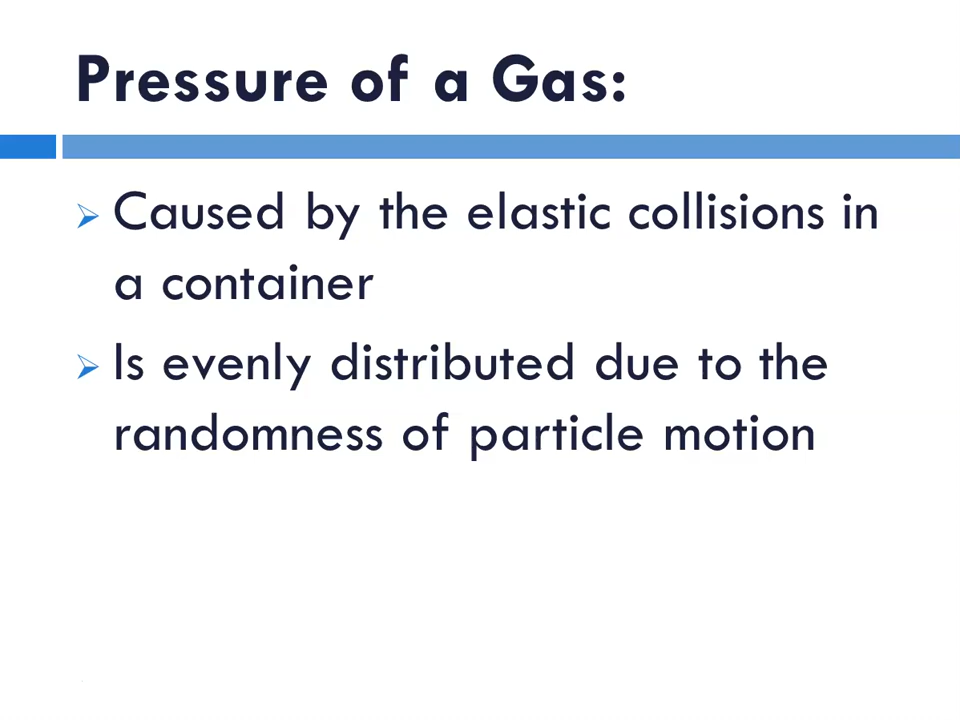 Pressure of a Gas:
Caused by the elastic collisions in
a container
Is evenly distributed due to the
randomness of particle motion